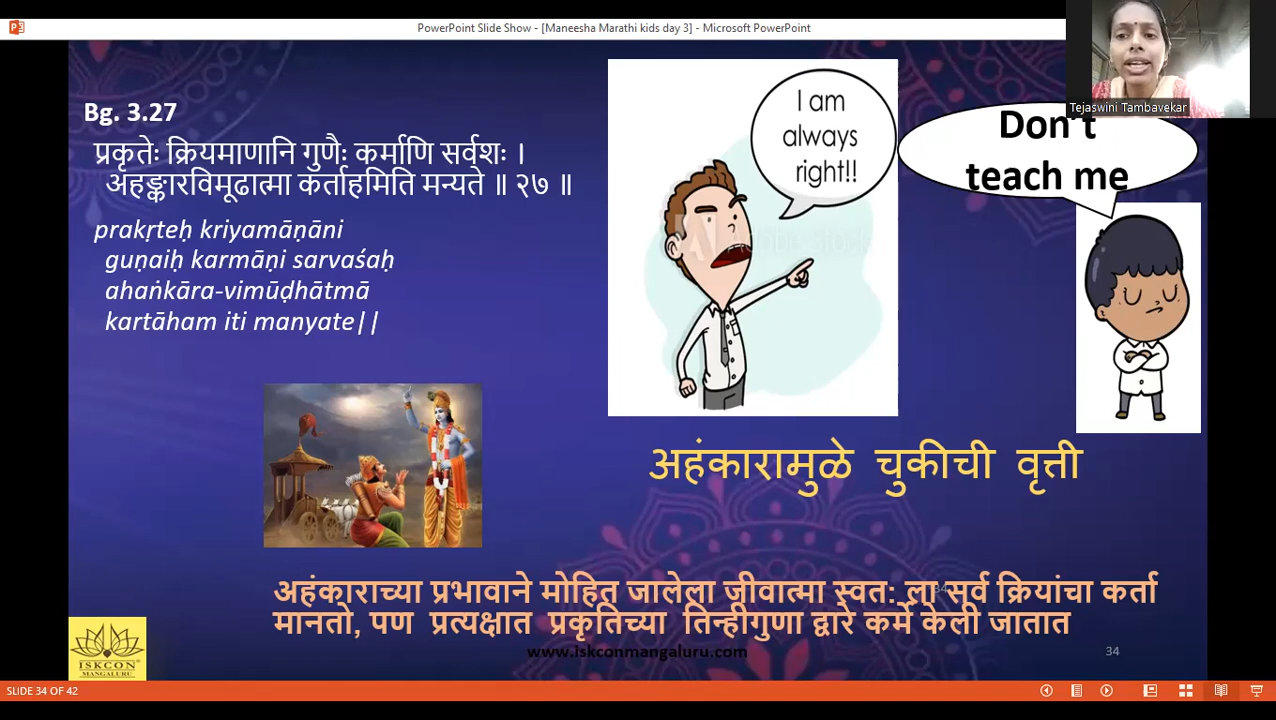 PowerPoint Slide Show - [Maneesha Marathi kids day 3] - Microsoft PowerPoint
Tejaswini Tambavekar
Bg. 3.27
प्रकृतेः क्रियमाणानि गुणैः कर्माणि सर्वशः ।
अहङ्कारविमूढात्मा कर्ताहमिति मन्यते ॥ २७ ॥
prakṛteḥ kriyamāṇāni
guṇaiḥ karmāṇi sarvaśaḥ
ahaṅkāra-vimūḍhātmā
kartāham iti manyate||
I am
always
right!!
Don't
teach me
Adobe Stock
अहंकारामुळे चुकीची वृत्ती
अहंकाराच्या प्रभावाने मोहित जालेला जीवात्मा स्वत: ला सर्व क्रियांचा कर्ता
मानतो, पण प्रत्यक्षात प्रकृतिच्या तिन्हीगुणा द्वारे कर्मे केली जातात
34
www.iskconmangaluru.com
34
ISKCON
MANGALURU
SLIDE 34 OF 42